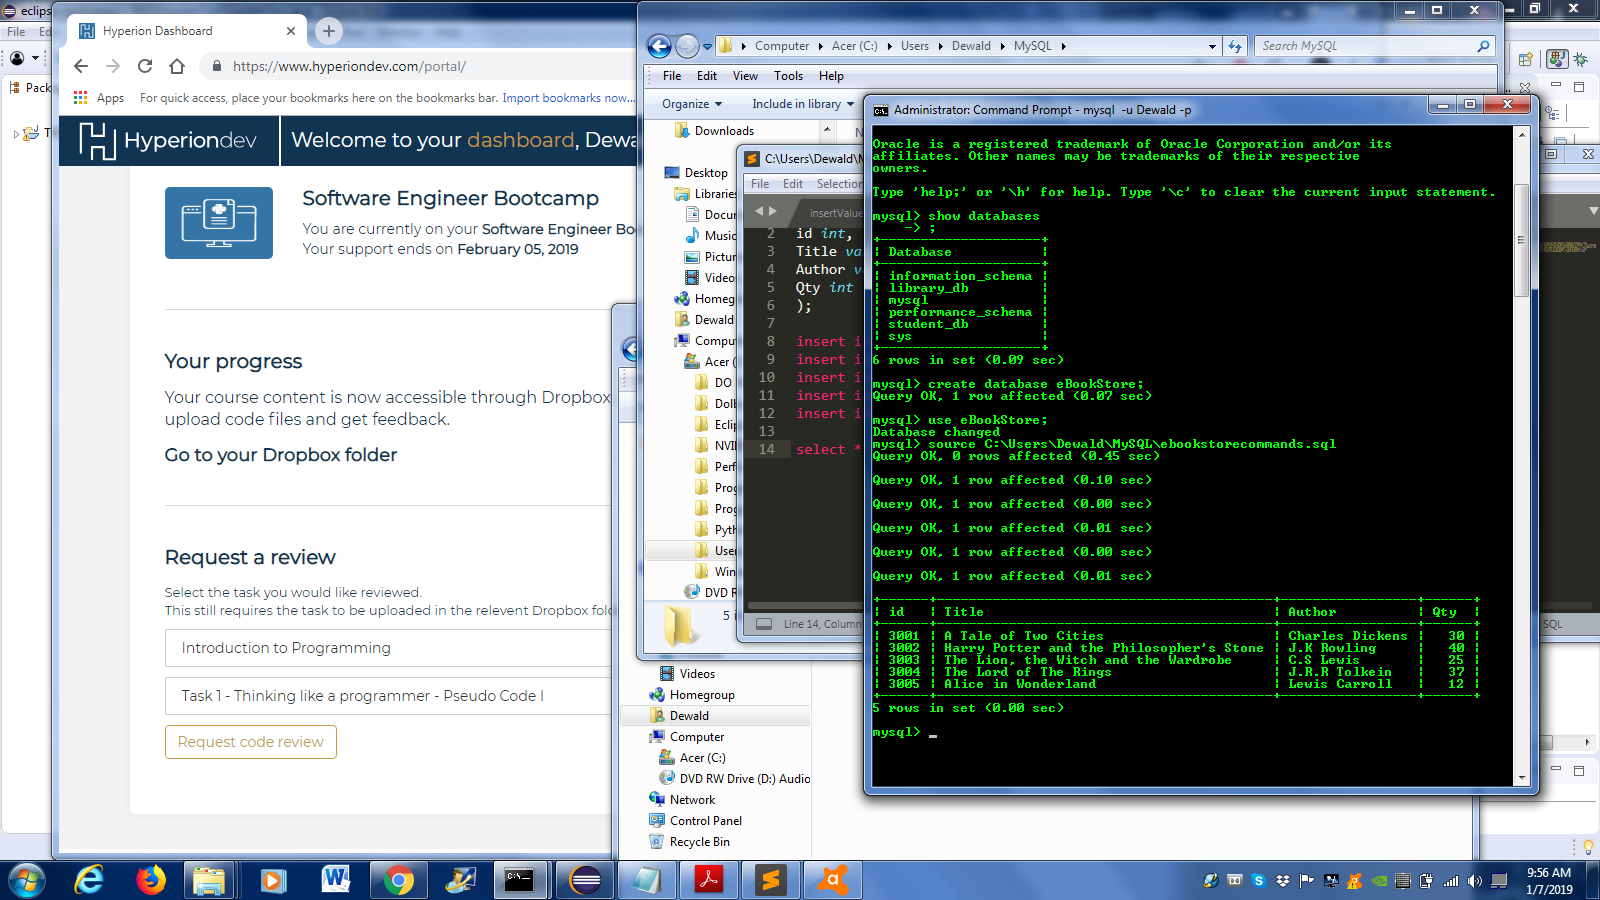 eclips
File Ed
Pack
T
Hyperion Dashboard
https://www.hyperiondev.com/portal/
Apps For quick access, place your bookmarks here on the bookmarks bar. Import bookmarks now...
Hyperiondev Welcome to your dashboard, Dewa
Software Engineer Bootcamp
You are currently on your Software Engineer Bo
Your support ends on February 05, 2019
Your progress
Your course content is now accessible through Dropbox
upload code files and get feedback.
Go to your Dropbox folder
Request a review
Select the task you would like reviewed.
This still requires the task to be uploaded in the relevent Dropbox fold
Introduction to Programming
Task 1 - Thinking like a programmer - Pseudo Code I
Request code review
Computer Acer (C:) Users Dewald MySQL
Search MySQL
File Edit View Tools Help
Organize Include in library
Downloads
Desktop
Libraries
Docu
Music
Picture
Video
Homeg
Dewald
Compu
Acer (
DO
Dolb
Eclip
NVI
Perf
Prog
Prog
Pyth
User
Win
DVD R
5 i
C:\Users\Dewald\M
File Edit Selection
insertValue
2 id int,
3 Title va
4 Author v
5 Qty int
6 );
7
8 insert i
9 insert i
10 insert i
11 insert i
12 insert i
13
14 select *
Line 14, Column
SQL
Videos
Homegroup
Dewald
Computer
Acer (C:)
DVD RW Drive (D:) Audio
Network
Control Panel
Recycle Bin
Administrator: Command Prompt - mysql -u Dewald -p
Oracle is a registered trademark of Oracle Corporation and/or its
affiliates. Other names may be trademarks of their respective
owners.
Type 'help;' or '\h' for help. Type '\c' to clear the current input statement.
mysql> show databases
-> ;
+--------------------+
| Database |
+--------------------+
| information_schema |
| library_db |
| mysql |
| performance_schema |
| student_db |
| sys |
+--------------------+
6 rows in set (0.09 sec)
mysql> create database eBookStore;
Query OK, 1 row affected (0.07 sec)
mysql> use eBookStore;
Database changed
mysql> source C:\Users\Dewald\MySQL\ebookstorecommands.sql
Query OK, 0 rows affected (0.45 sec)
Query OK, 1 row affected (0.10 sec)
Query OK, 1 row affected (0.00 sec)
Query OK, 1 row affected (0.01 sec)
Query OK, 1 row affected (0.00 sec)
Query OK, 1 row affected (0.01 sec)
| id | Title | Author | Qty |
| 3001 | A Tale of Two Cities | Charles Dickens | 30 |
| 3002 | Harry Potter and the Philosopher's Stone | J.K Rowling | 40 |
| 3003 | The Lion, the Witch and the Wardrobe | C.S Lewis | 25 |
| 3004 | The Lord of The Rings | J.R.R Tolkein | 37 |
| 3005 | Alice in Wonderland | Lewis Carroll | 12 |
5 rows in set (0.00 sec)
mysql> _
9:56 AM
1/7/2019